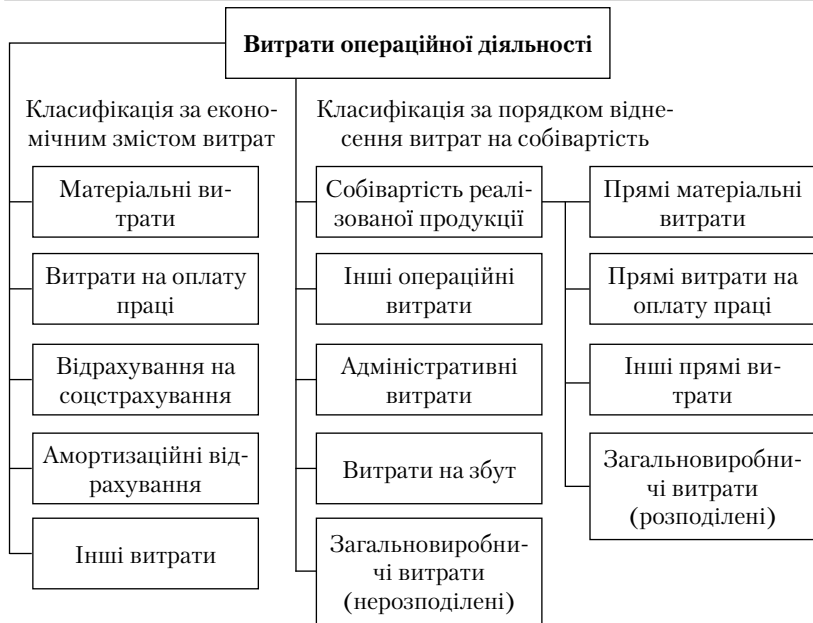 Витрати операційної діяльності
Класифікація за еконо-
мічним змістом витрат
Матеріальні ви-
трати
Витрати на оплату
праці
Відрахування на
соцстрахування
Амортизаційні від-
рахування
Інші витрати
Класифікація за порядком відне-
сення витрат на собівартість
Собівартість реалі-
зованої продукції
Інші операційні
витрати
Адміністративні
витрати
Витрати на збут
Загальновиробни-
чі витрати
(нерозподілені)
Прямі матеріальні
витрати
Прямі витрати на
оплату праці
Інші прямі ви-
трати
Загальновиробни-
чі витрати
(розподілені)